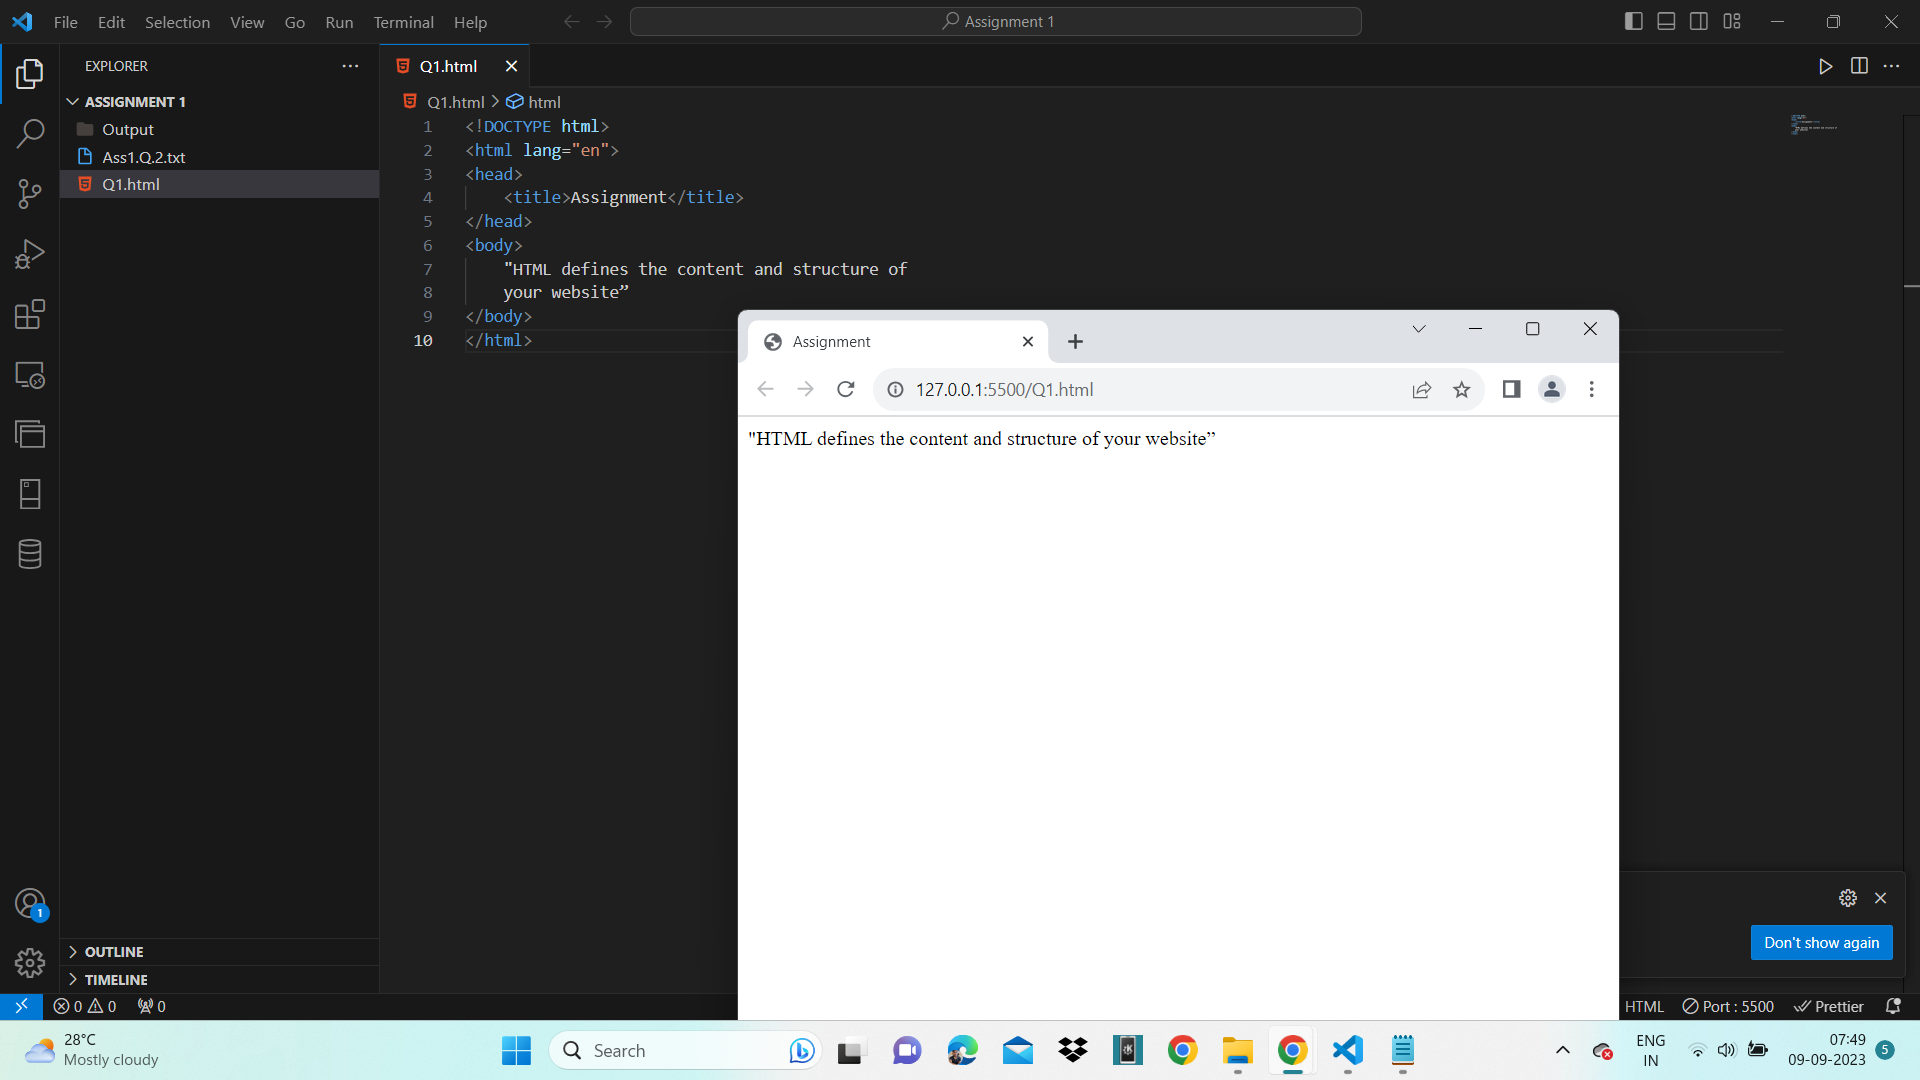 File Edit Selection View Go Run Terminal Help
Assignment 1
EXPLORER
ASSIGNMENT 1
Output
Ass1.Q.2.txt
Q1.html
Q1.html
Q1.html > html
1 <!DOCTYPE html>
2 <html lang="en">
3 <head>
4 <title>Assignment</title>
5 </head>
6 <body>
7 "HTML defines the content and structure of
8 your website”
9 </body>
10 </html>
Assignment
127.0.0.1:5500/Q1.html
"HTML defines the content and structure of your website”
Don't show again
1
OUTLINE
TIMELINE
0 0 0
HTML Port : 5500 Prettier
28°C
Mostly cloudy
Search
ENG
IN
07:49
09-09-2023
5